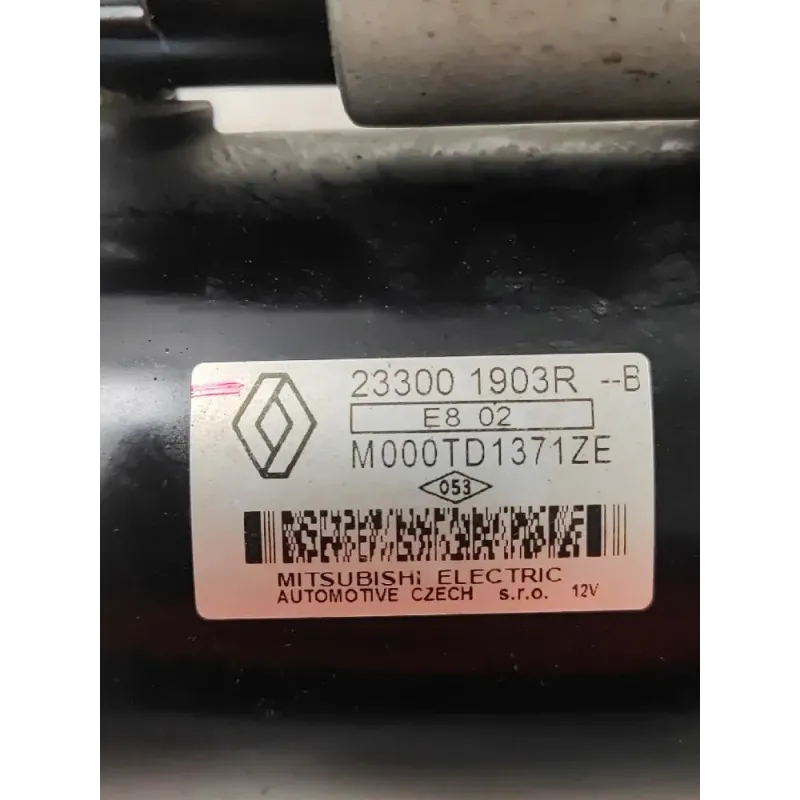 23300 1903R --B
E8 02
M000TD1371ZE
053
MITSUBISHI ELECTRIC
AUTOMOTIVE CZECH s.r.o. 12V